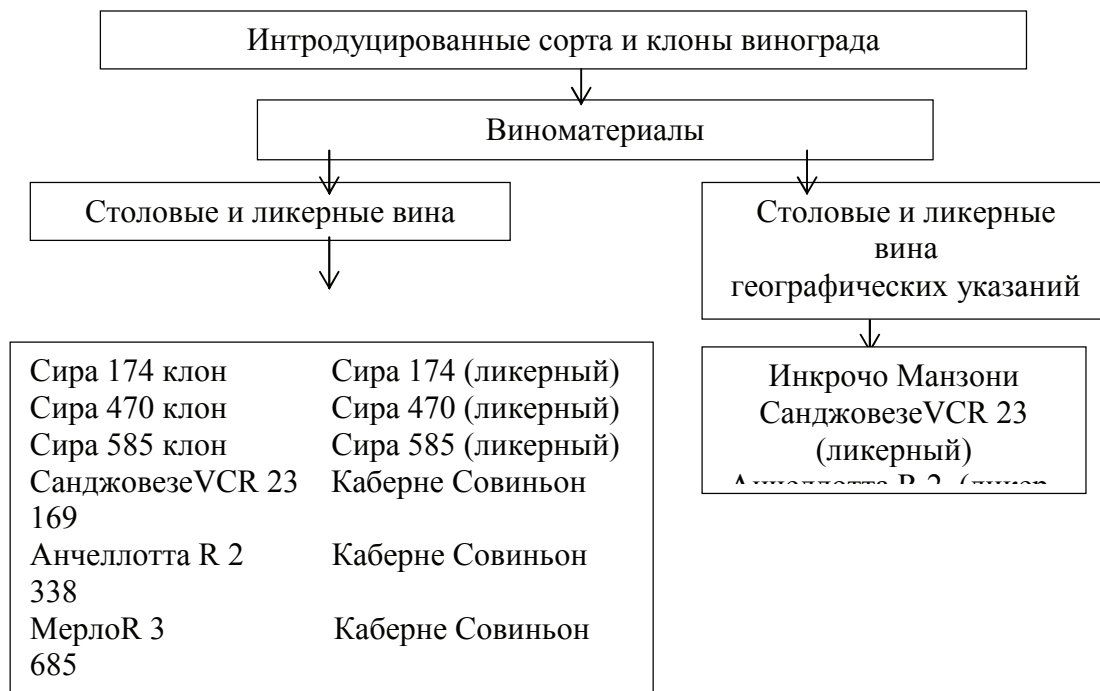 Интродуцированные сорта и клоны винограда
Виноматериалы
Столовые и ликерные вина
Столовые и ликерные
вина
географических указаний
Сира 174 клон Сира 174 (ликерный)
Сира 470 клон Сира 470 (ликерный)
Сира 585 клон Сира 585 (ликерный)
СанджовезеVCR 23 Каберне Совиньон
169
Анчеллотта R 2 Каберне Совиньон
338
МерлоR 3 Каберне Совиньон
685
Инкрочо Манзони
СанджовезеVCR 23
(ликерный)